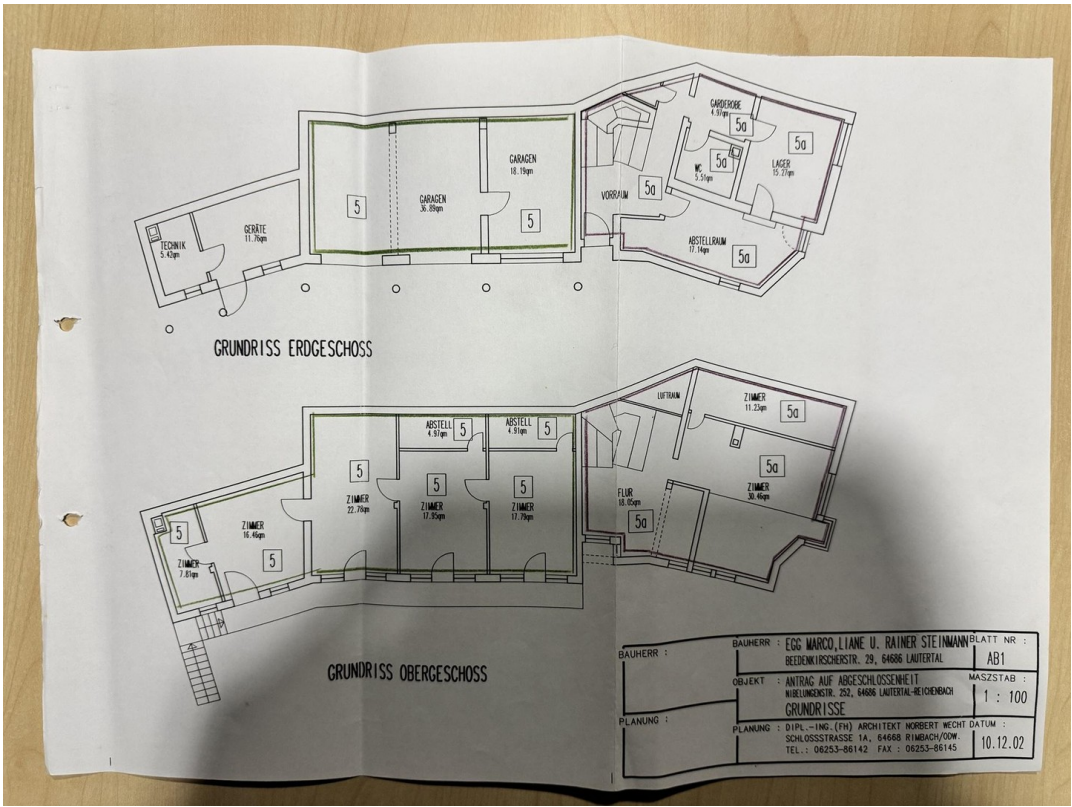 GARDEROBE
4.97qm
5a
5a
LAGER
15.27qm
WC
5.51qm
5a
GARAGEN
18.19qm
5
GARAGEN
36.89qm
5
VORRAUM
5a
ABSTELLRAUM
17.14qm
5a
GERÄTE
11.76qm
TECHNIK
5.42qm
GRUNDRISS ERDGESCHOSS
LUFTRAUM
ZIMMER
11.23qm
5a
ABSTELL
4.97qm
5
ABSTELL
4.91qm
5
5
ZIMMER
22.78qm
5
ZIMMER
17.95qm
5
ZIMMER
17.79qm
5a
ZIMMER
30.46qm
FLUR
18.05qm
5a
ZIMMER
16.46qm
5
5
ZIMMER
7.81qm
GRUNDRISS OBERGESCHOSS
BAUHERR :
BAUHERR : EGG MARCO,LIANE U. RAINER STEINMANN
BEEDENKIRSCHERSTR. 29, 64686 LAUTERTAL
BLATT NR :
AB1
OBJEKT : ANTRAG AUF ABGESCHLOSSENHEIT
NIBELUNGENSTR. 252, 64686 LAUTERTAL-REICHENBACH
GRUNDRISSE
MASZSTAB :
1 : 100
PLANUNG :
PLANUNG : DIPL.-ING.(FH) ARCHITEKT NORBERT WECHT
SCHLOSSSTRASSE 1A, 64668 RIMBACH/ODW.
TEL.: 06253-86142 FAX : 06253-86145
DATUM :
10.12.02